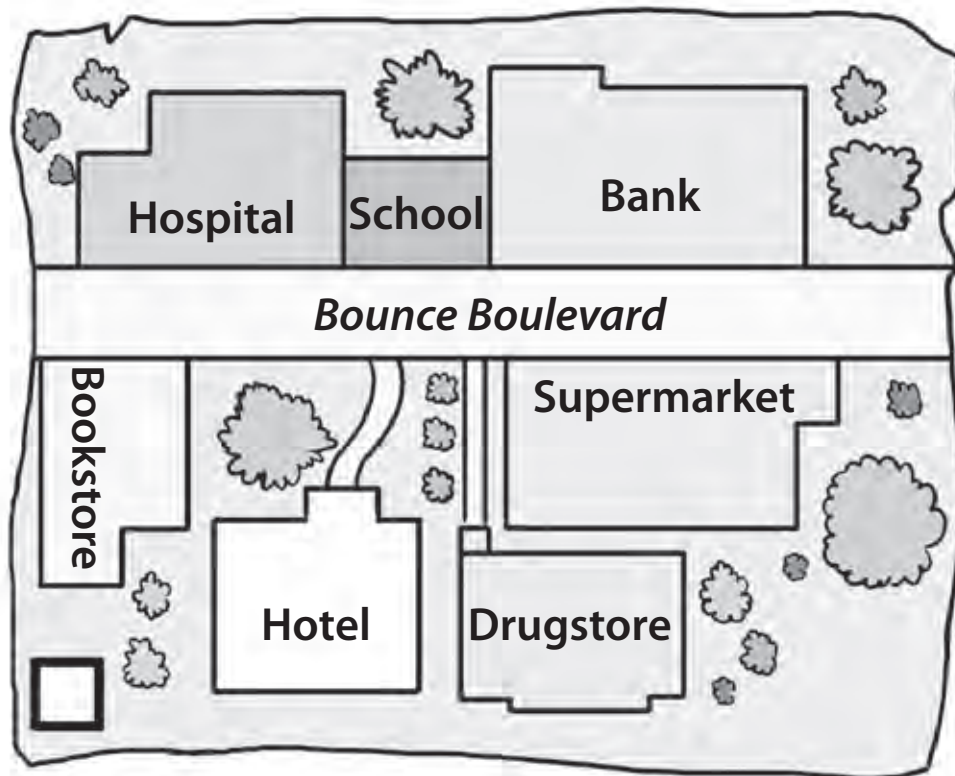 Hospital
School
Bank
Bounce Boulevard
Bookstore
Supermarket
Hotel
Drugstore